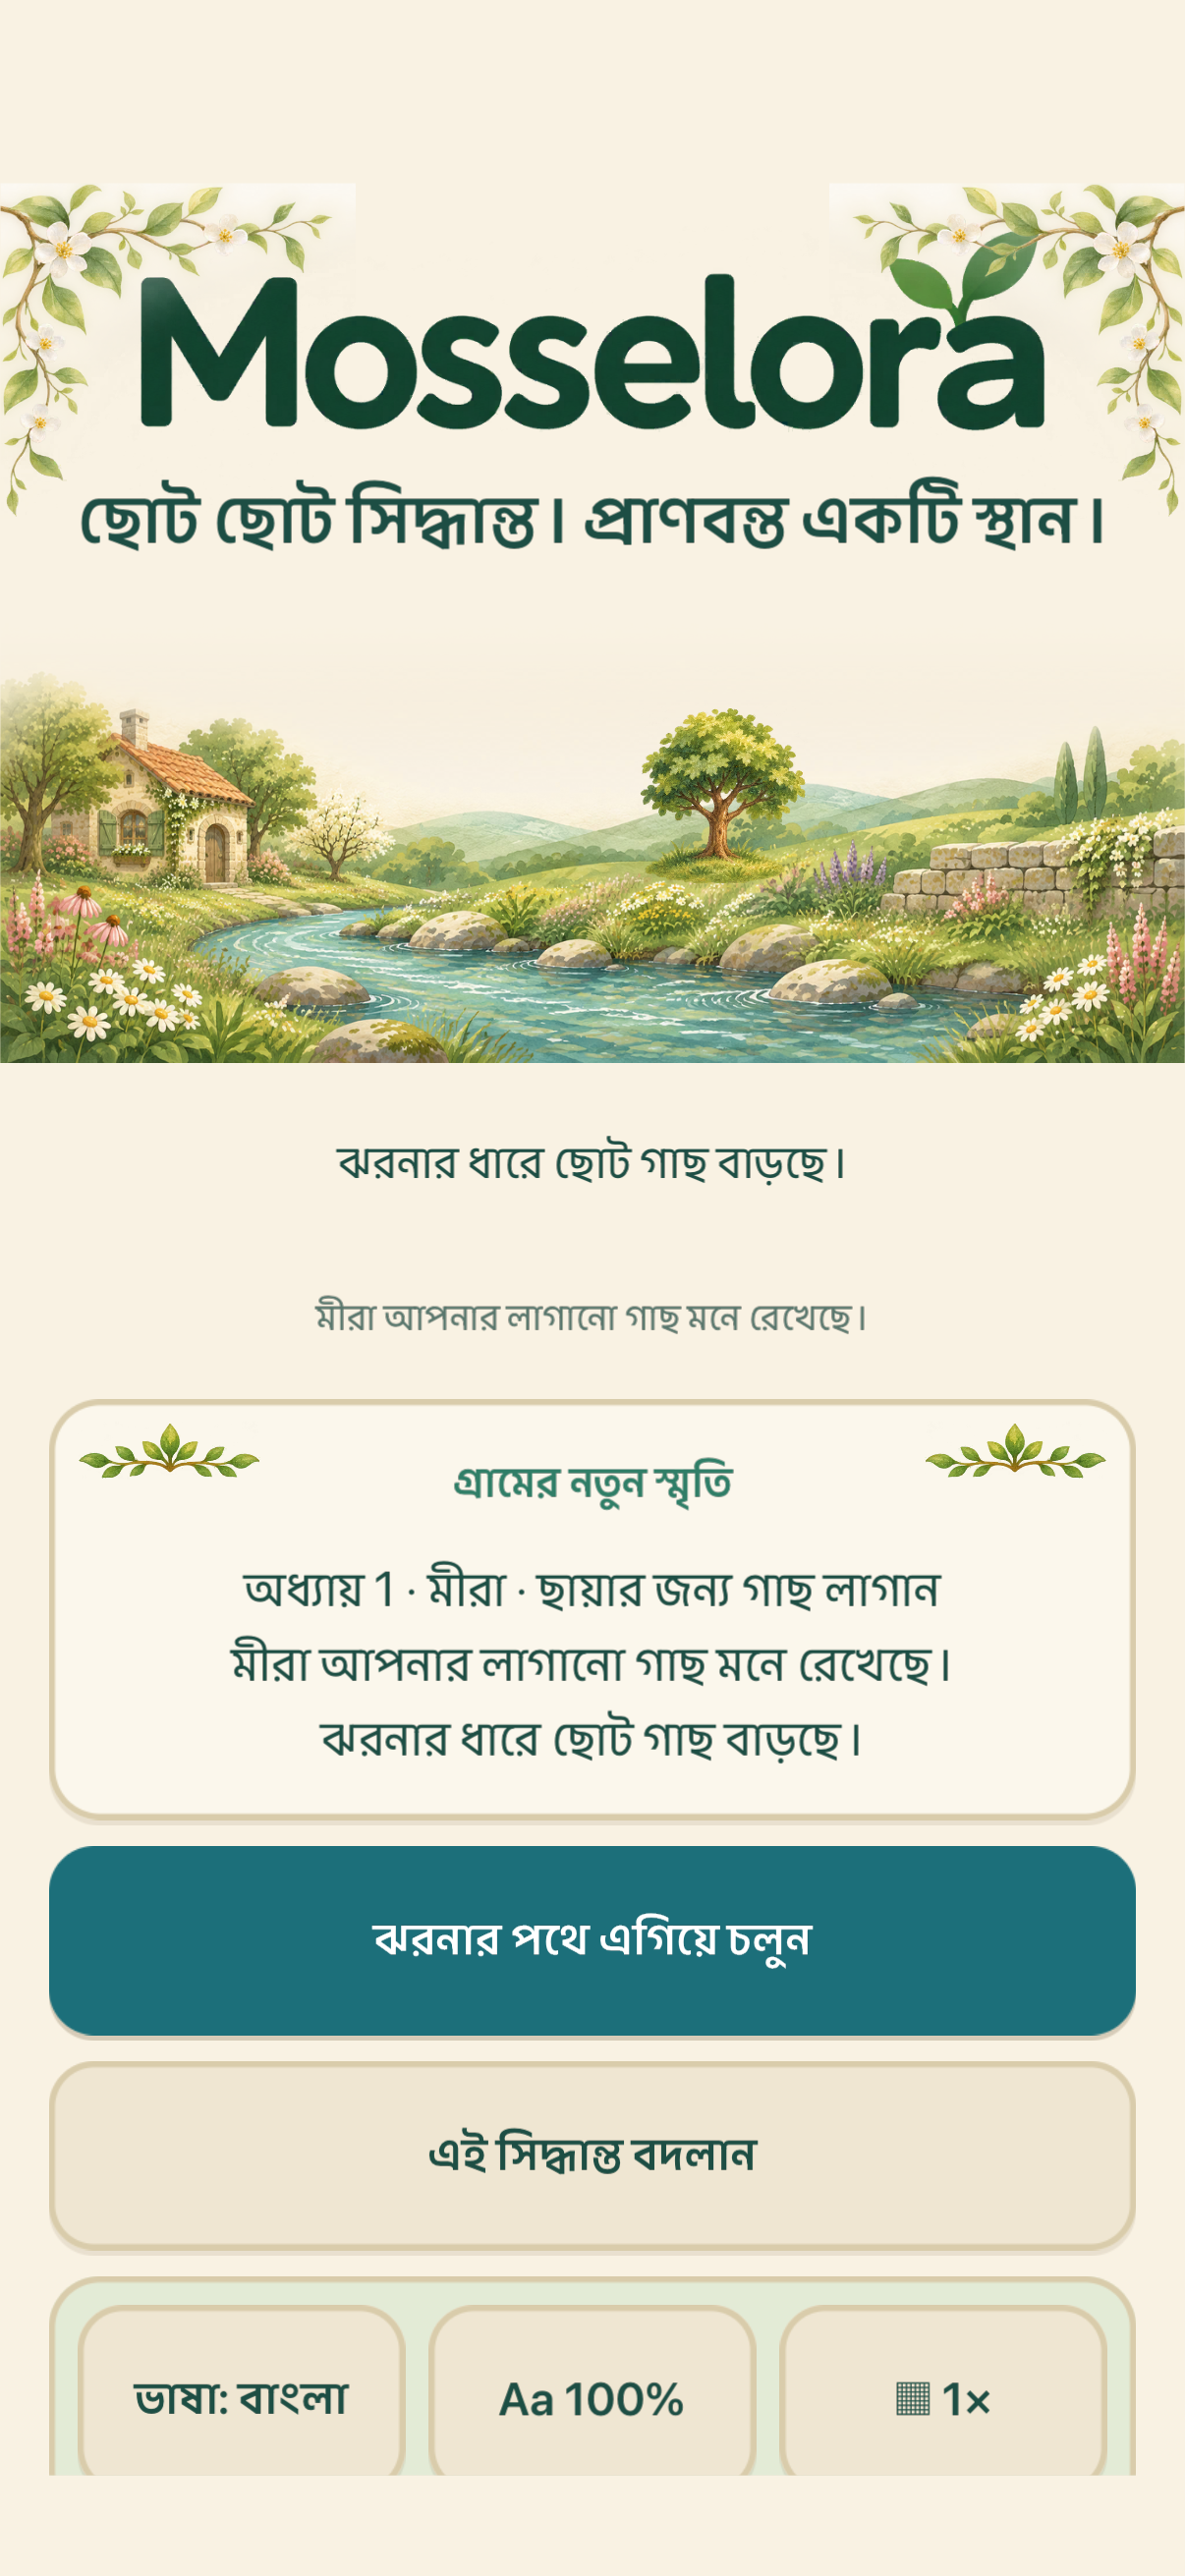 Mosselora
ছোট ছোট সিদ্ধান্ত। প্রাণবন্ত একটি স্থান।
ঝরনার ধারে ছোট গাছ বাড়ছে।
মীরা আপনার লাগানো গাছ মনে রেখেছে।
গ্রামের নতুন স্মৃতি
অধ্যায় 1 · মীরা · ছায়ার জন্য গাছ লাগান
মীরা আপনার লাগানো গাছ মনে রেখেছে।
ঝরনার ধারে ছোট গাছ বাড়ছে।
ঝরনার পথে এগিয়ে চলুন
এই সিদ্ধান্ত বদলান
ভাষা: বাংলা
Aa 100%
▦ 1×